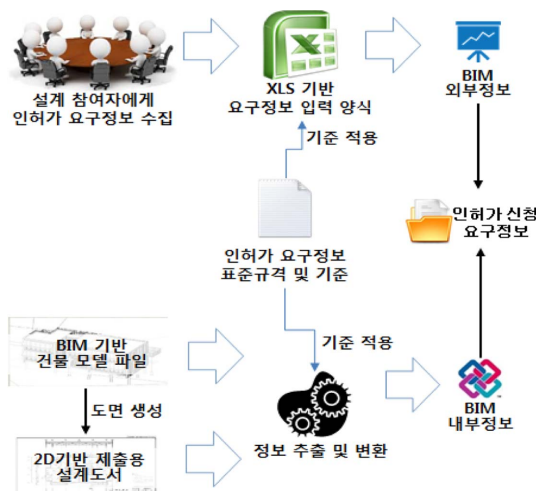 설계 참여자에게
인허가 요구정보 수집
XLS 기반
요구정보 입력 양식
BIM
외부정보
기준 적용
인허가 요구정보
표준규격 및 기준
인허가 신청
요구정보
BIM 기반
건물 모델 파일
기준 적용
도면 생성
2D기반 제출용
설계도서
정보 추출 및 변환
BIM
내부정보